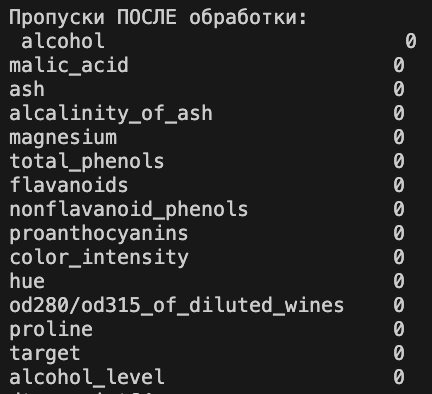 Пропуски ПОСЛЕ обработки:
alcohol 0
malic_acid 0
ash 0
alcalinity_of_ash 0
magnesium 0
total_phenols 0
flavanoids 0
nonflavanoid_phenols 0
proanthocyanins 0
color_intensity 0
hue 0
od280/od315_of_diluted_wines 0
proline 0
target 0
alcohol_level 0